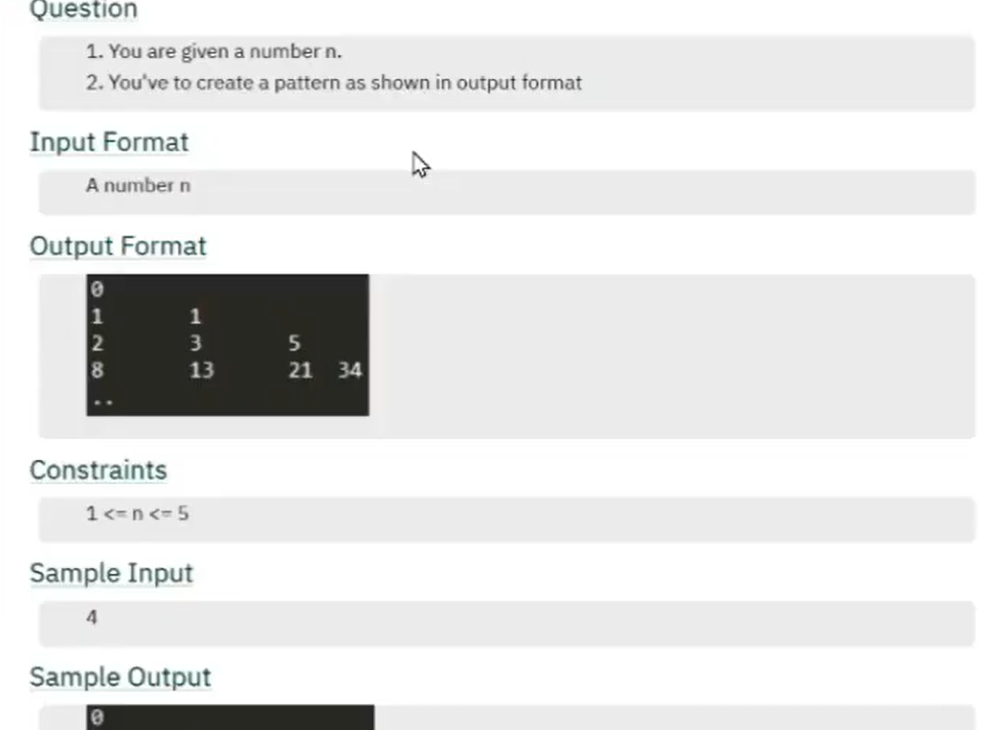 Question
1. You are given a number n.
2. You've to create a pattern as shown in output format
Input Format
A number n
Output Format
0
1 1
2 3 5
8 13 21 34
..
Constraints
1 <= n <= 5
Sample Input
4
Sample Output
0